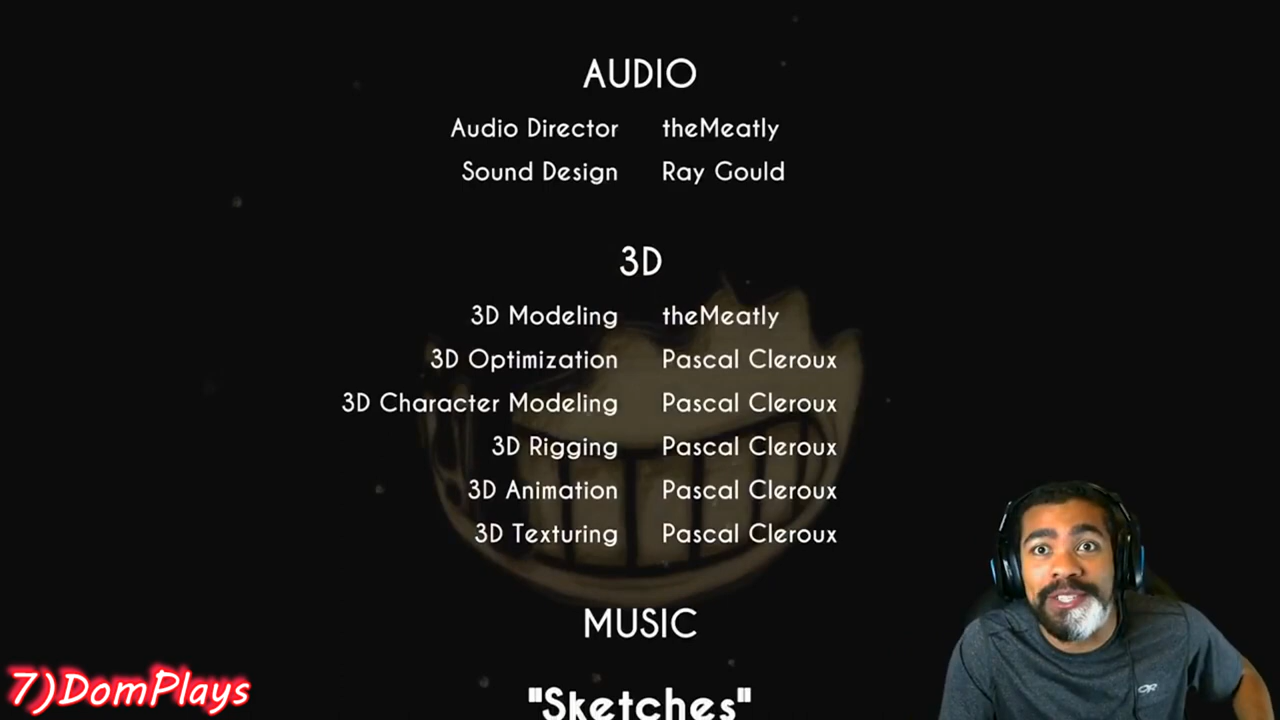 AUDIO
Audio Director theMeatly
Sound Design Ray Gould
3D
3D Modeling theMeatly
3D Optimization Pascal Cleroux
3D Character Modeling Pascal Cleroux
3D Rigging Pascal Cleroux
3D Animation Pascal Cleroux
3D Texturing Pascal Cleroux
MUSIC
"Sketches"
7)DomPlays
OR